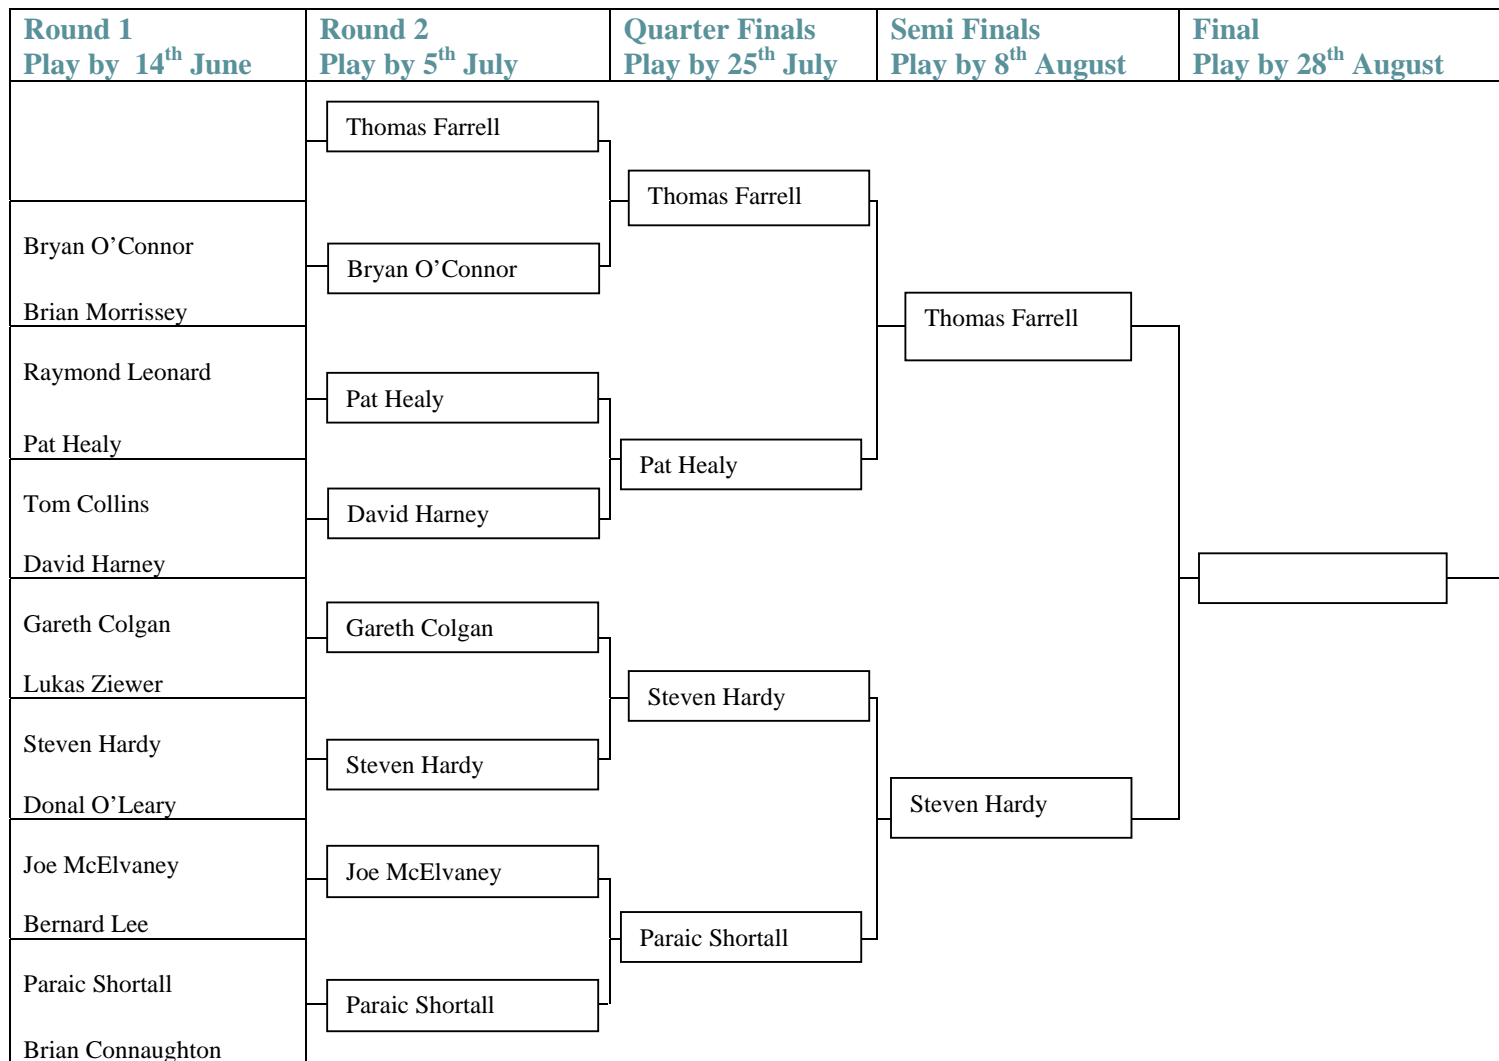 Round 1
Play by 14th June
Round 2
Play by 5th July
Quarter Finals
Play by 25th July
Semi Finals
Play by 8th August
Final
Play by 28th August
Bryan O’Connor
Brian Morrissey
Raymond Leonard
Pat Healy
Tom Collins
David Harney
Gareth Colgan
Lukas Ziewer
Steven Hardy
Donal O’Leary
Joe McElvaney
Bernard Lee
Paraic Shortall
Brian Connaughton
Thomas Farrell
Bryan O’Connor
Pat Healy
David Harney
Gareth Colgan
Steven Hardy
Joe McElvaney
Paraic Shortall
Thomas Farrell
Pat Healy
Steven Hardy
Paraic Shortall
Thomas Farrell
Steven Hardy